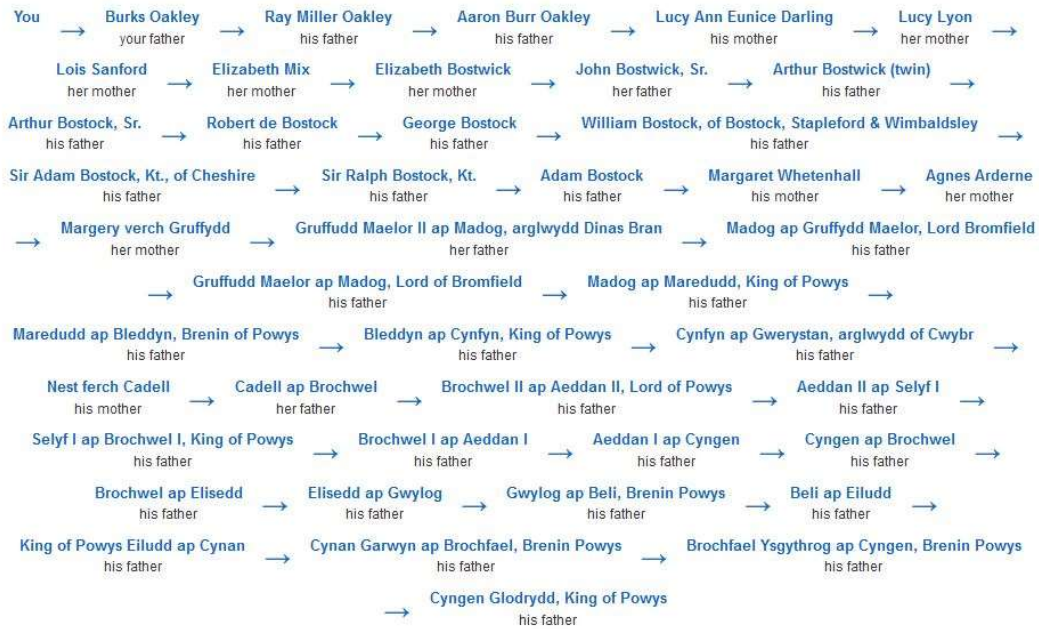 You → Burks Oakley → Ray Miller Oakley → Aaron Burr Oakley → Lucy Ann Eunice Darling → Lucy Lyon →
your father his father his father his mother her mother
Lois Sanford → Elizabeth Mix → Elizabeth Bostwick → John Bostwick, Sr. → Arthur Bostwick (twin) →
her mother her mother her mother her father his father
Arthur Bostock, Sr. → Robert de Bostock → George Bostock → William Bostock, of Bostock, Stapleford & Wimbaldsley →
his father his father his father his father
Sir Adam Bostock, Kt., of Cheshire → Sir Ralph Bostock, Kt. → Adam Bostock → Margaret Whetenhall → Agnes Arderne
his father his father his father his mother her mother
→ Margery verch Gruffydd → Gruffudd Maelor II ap Madog, arglwydd Dinas Bran → Madog ap Gruffydd Maelor, Lord Bromfield
her mother her father his father
→ Gruffudd Maelor ap Madog, Lord of Bromfield → Madog ap Maredudd, King of Powys →
his father his father
Maredudd ap Bleddyn, Brenin of Powys → Bleddyn ap Cynfyn, King of Powys → Cynfyn ap Gwerystan, arglwydd of Cwybr →
his father his father his father
Nest ferch Cadell → Cadell ap Brochwel → Brochwel II ap Aeddan II, Lord of Powys → Aeddan II ap Selyf I →
his mother her father his father his father
Selyf I ap Brochwel I, King of Powys → Brochwel I ap Aeddan I → Aeddan I ap Cyngen → Cyngen ap Brochwel →
his father his father his father his father
Brochwel ap Elisedd → Elisedd ap Gwylog → Gwylog ap Beli, Brenin Powys → Beli ap Eiludd →
his father his father his father his father
King of Powys Eiludd ap Cynan → Cynan Garwyn ap Brochfael, Brenin Powys → Brochfael Ysgythrog ap Cyngen, Brenin Powys
his father his father his father
→ Cyngen Glodrydd, King of Powys
his father